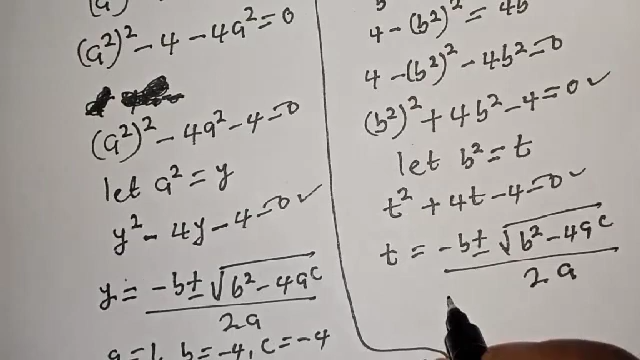 (a²)² - 4 - 4a² = 0
(a²)² - 4a² - 4 = 0
let a² = y
y² - 4y - 4 = 0 ✓
y = -b ± √b² - 4ac / 2a
a = 1, b = -4, c = -4
4 - (b²)² = 4b
4 - (b²)² - 4b² = 0
(b²)² + 4b² - 4 = 0 ✓
let b² = t
t² + 4t - 4 = 0 ✓
t = -b ± √b² - 4ac / 2a